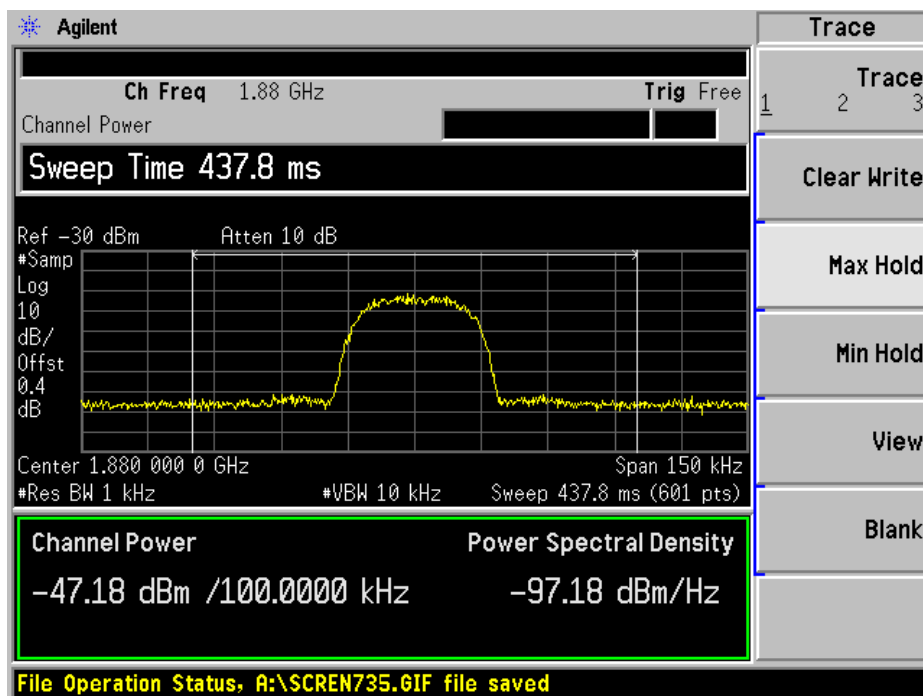 Agilent
Trace
Ch Freq 1.88 GHz Trig Free
Channel Power
Trace
1 2 3
Sweep Time 437.8 ms
Clear Write
Ref -30 dBm Atten 10 dB
#Samp
Log
10
dB/
Offst
0.4
dB
Max Hold
Min Hold
View
Center 1.880 000 0 GHz Span 150 kHz
#Res BW 1 kHz #VBW 10 kHz Sweep 437.8 ms (601 pts)
Blank
Channel Power Power Spectral Density
-47.18 dBm /100.0000 kHz -97.18 dBm/Hz
File Operation Status, A:\SCREN735.GIF file saved